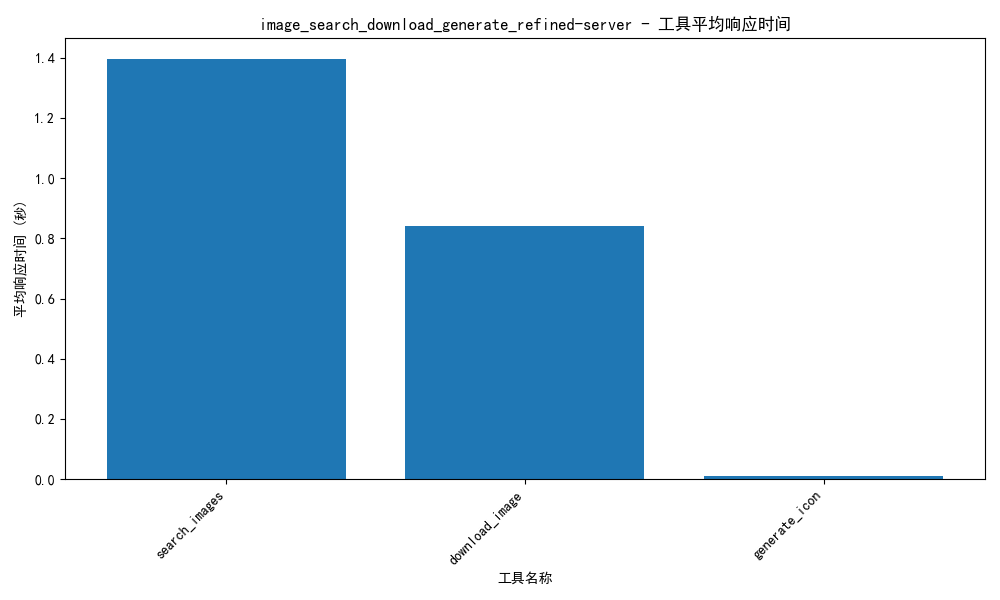 image_search_download_generate_refined-server - 工具平均响应时间
平均响应时间 (秒)
1.4
1.2
1.0
0.8
0.6
0.4
0.2
0.0
search_images
download_image
generate_icon
工具名称